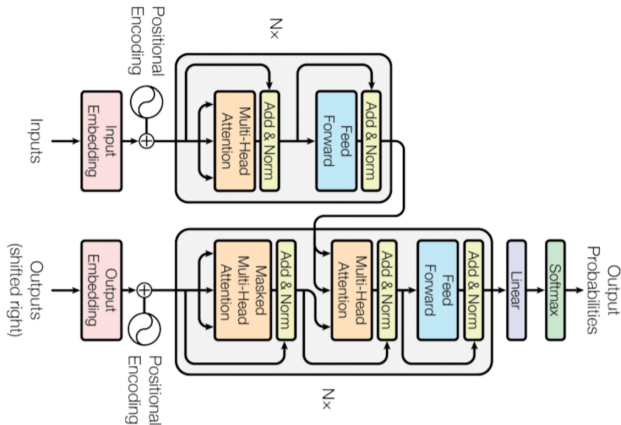 Output
Probabilities
Softmax
Linear
Add & Norm
Feed
Forward
Add & Norm
Multi-Head
Attention
Add & Norm
Masked
Multi-Head
Attention
Nx
Positional
Encoding
Output
Embedding
Outputs
(shifted right)
Add & Norm
Feed
Forward
Add & Norm
Multi-Head
Attention
Nx
Positional
Encoding
Input
Embedding
Inputs